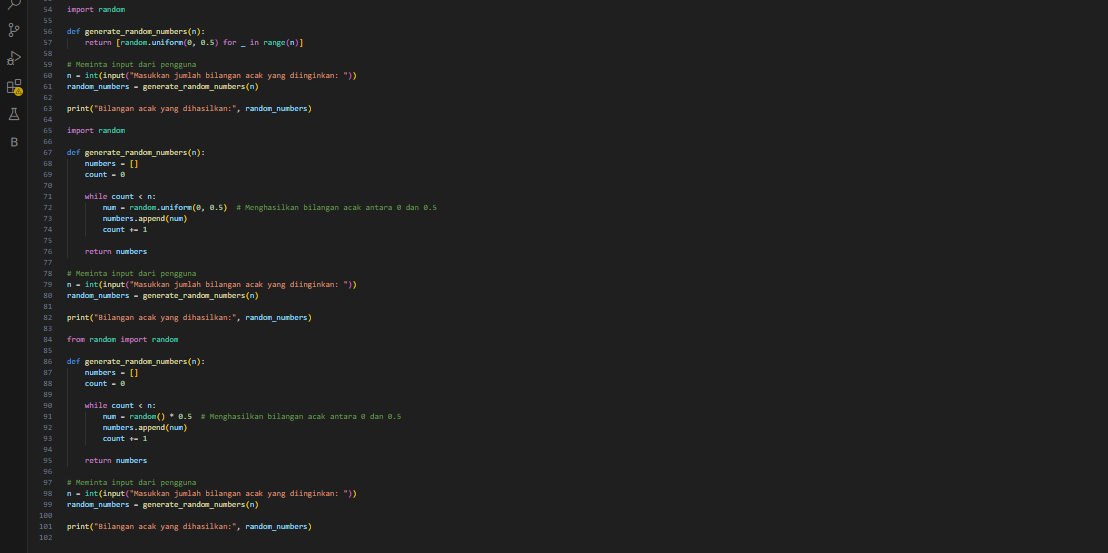 54 import random
55
56 def generate_random_numbers(n):
57     return [random.uniform(0, 0.5) for _ in range(n)]
58
59 # Meminta input dari pengguna
60 n = int(input("Masukkan jumlah bilangan acak yang diinginkan: "))
61 random_numbers = generate_random_numbers(n)
62
63 print("Bilangan acak yang dihasilkan:", random_numbers)
64
65 import random
66
67 def generate_random_numbers(n):
68     numbers = []
69     count = 0
70
71     while count < n:
72         num = random.uniform(0, 0.5)  # Menghasilkan bilangan acak antara 0 dan 0.5
73         numbers.append(num)
74         count += 1
75
76     return numbers
77
78 # Meminta input dari pengguna
79 n = int(input("Masukkan jumlah bilangan acak yang diinginkan: "))
80 random_numbers = generate_random_numbers(n)
81
82 print("Bilangan acak yang dihasilkan:", random_numbers)
83
84 from random import random
85
86 def generate_random_numbers(n):
87     numbers = []
88     count = 0
89
90     while count < n:
91         num = random() * 0.5  # Menghasilkan bilangan acak antara 0 dan 0.5
92         numbers.append(num)
93         count += 1
94
95     return numbers
96
97 # Meminta input dari pengguna
98 n = int(input("Masukkan jumlah bilangan acak yang diinginkan: "))
99 random_numbers = generate_random_numbers(n)
100
101 print("Bilangan acak yang dihasilkan:", random_numbers)
102
B